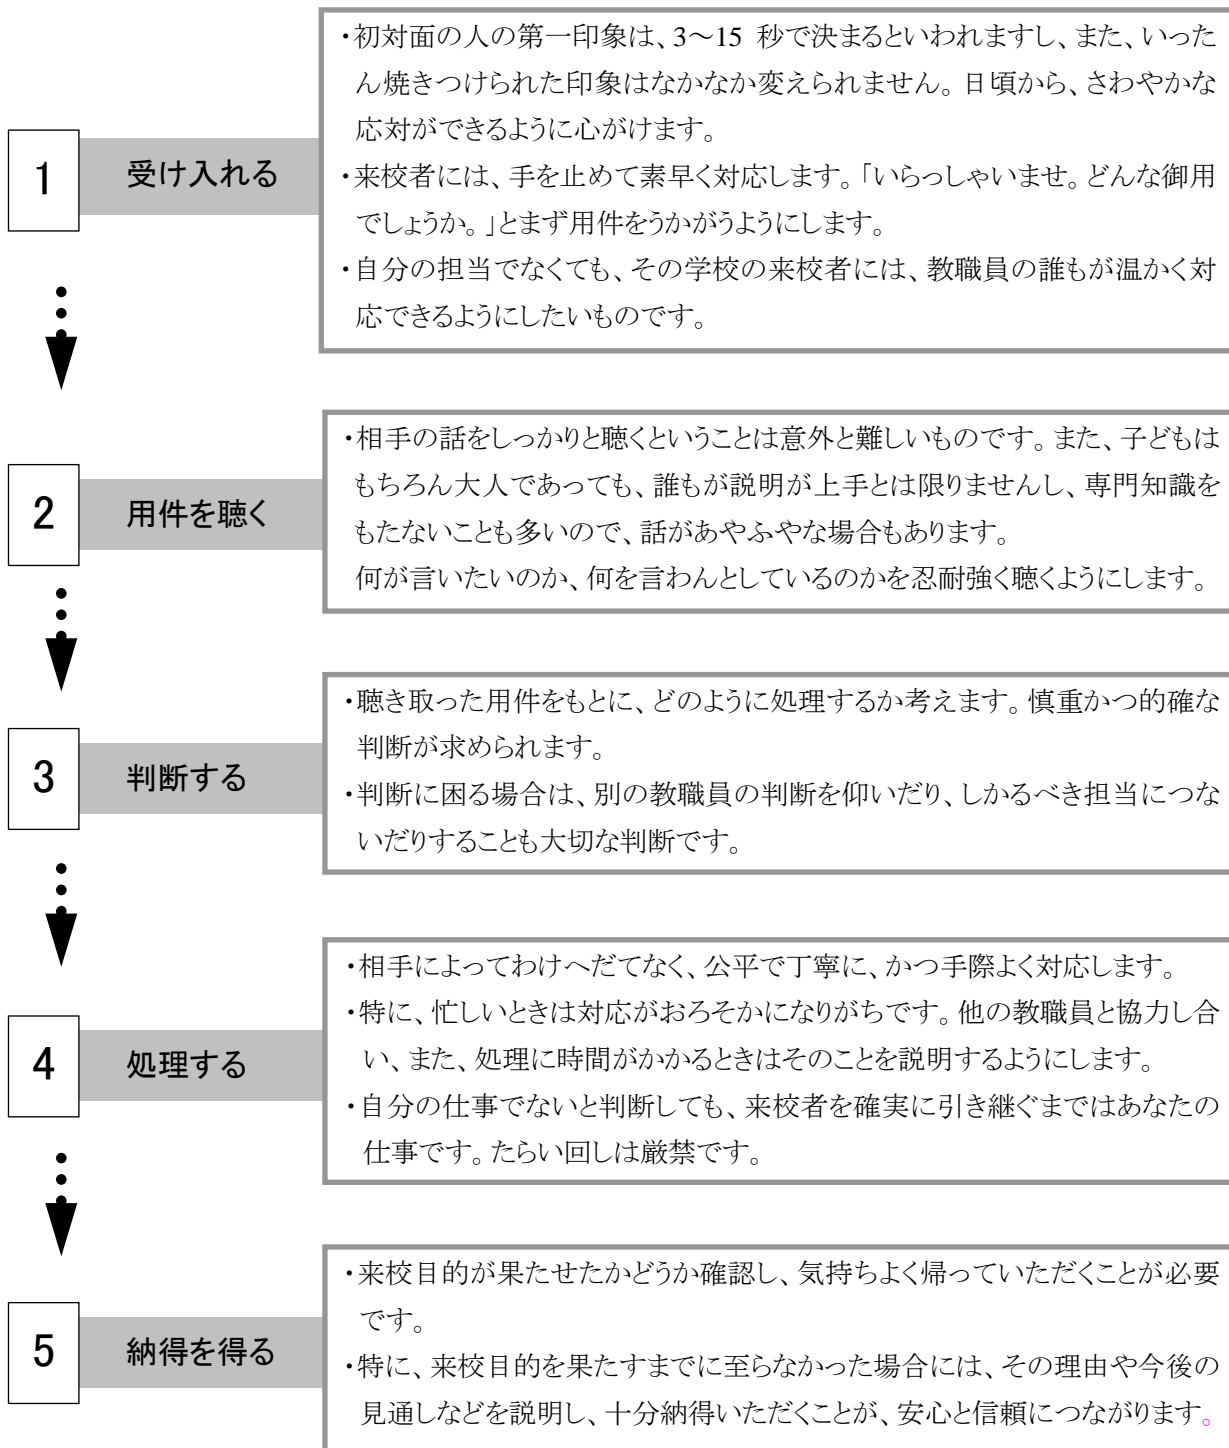 1
受け入れる
・初対面の人の第一印象は、3～15 秒で決まるといわれますし、また、いった
ん焼きつけられた印象はなかなか変えられません。日頃から、さわやかな
応対ができるように心がけます。
・来校者には、手を止めて素早く対応します。「いらっしゃいませ。どんな御用
でしょうか。」とまず用件をうかがうようにします。
・自分の担当でなくても、その学校の来校者には、教職員の誰もが温かく対
応できるようにしたいものです。
2
用件を聴く
・相手の話をしっかりと聴くということは意外と難しいものです。また、子どもは
もちろん大人であっても、誰もが説明が上手とは限りませんし、専門知識を
もたないことも多いので、話があやふやな場合もあります。
何が言いたいのか、何を言わんとしているのかを忍耐強く聴くようにします。
3
判断する
・聴き取った用件をもとに、どのように処理するか考えます。慎重かつ的確な
判断が求められます。
・判断に困る場合は、別の教職員の判断を仰いだり、しかるべき担当につな
いだりすることも大切な判断です。
4
処理する
・相手によってわけへだてなく、公平で丁寧に、かつ手際よく対応します。
・特に、忙しいときは対応がおろそかになりがちです。他の教職員と協力し合
い、また、処理に時間がかかるときはそのことを説明するようにします。
・自分の仕事でないと判断しても、来校者を確実に引き継ぐまではあなたの
仕事です。たらい回しは厳禁です。
5
納得を得る
・来校目的が果たせたかどうか確認し、気持ちよく帰っていただくことが必要
です。
・特に、来校目的を果たすまでに至らなかった場合には、その理由や今後の
見通しなどを説明し、十分納得いただくことが、安心と信頼につながります。